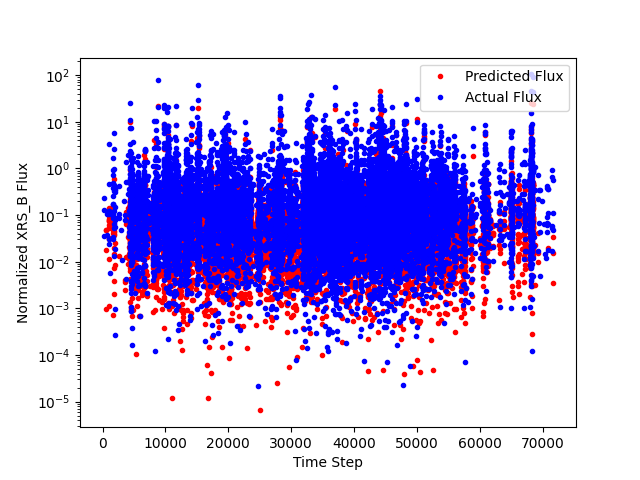 Predicted Flux
Actual Flux
Normalized XRS_B Flux
10²
10¹
10⁰
10⁻¹
10⁻²
10⁻³
10⁻⁴
10⁻⁵
0 10000 20000 30000 40000 50000 60000 70000
Time Step